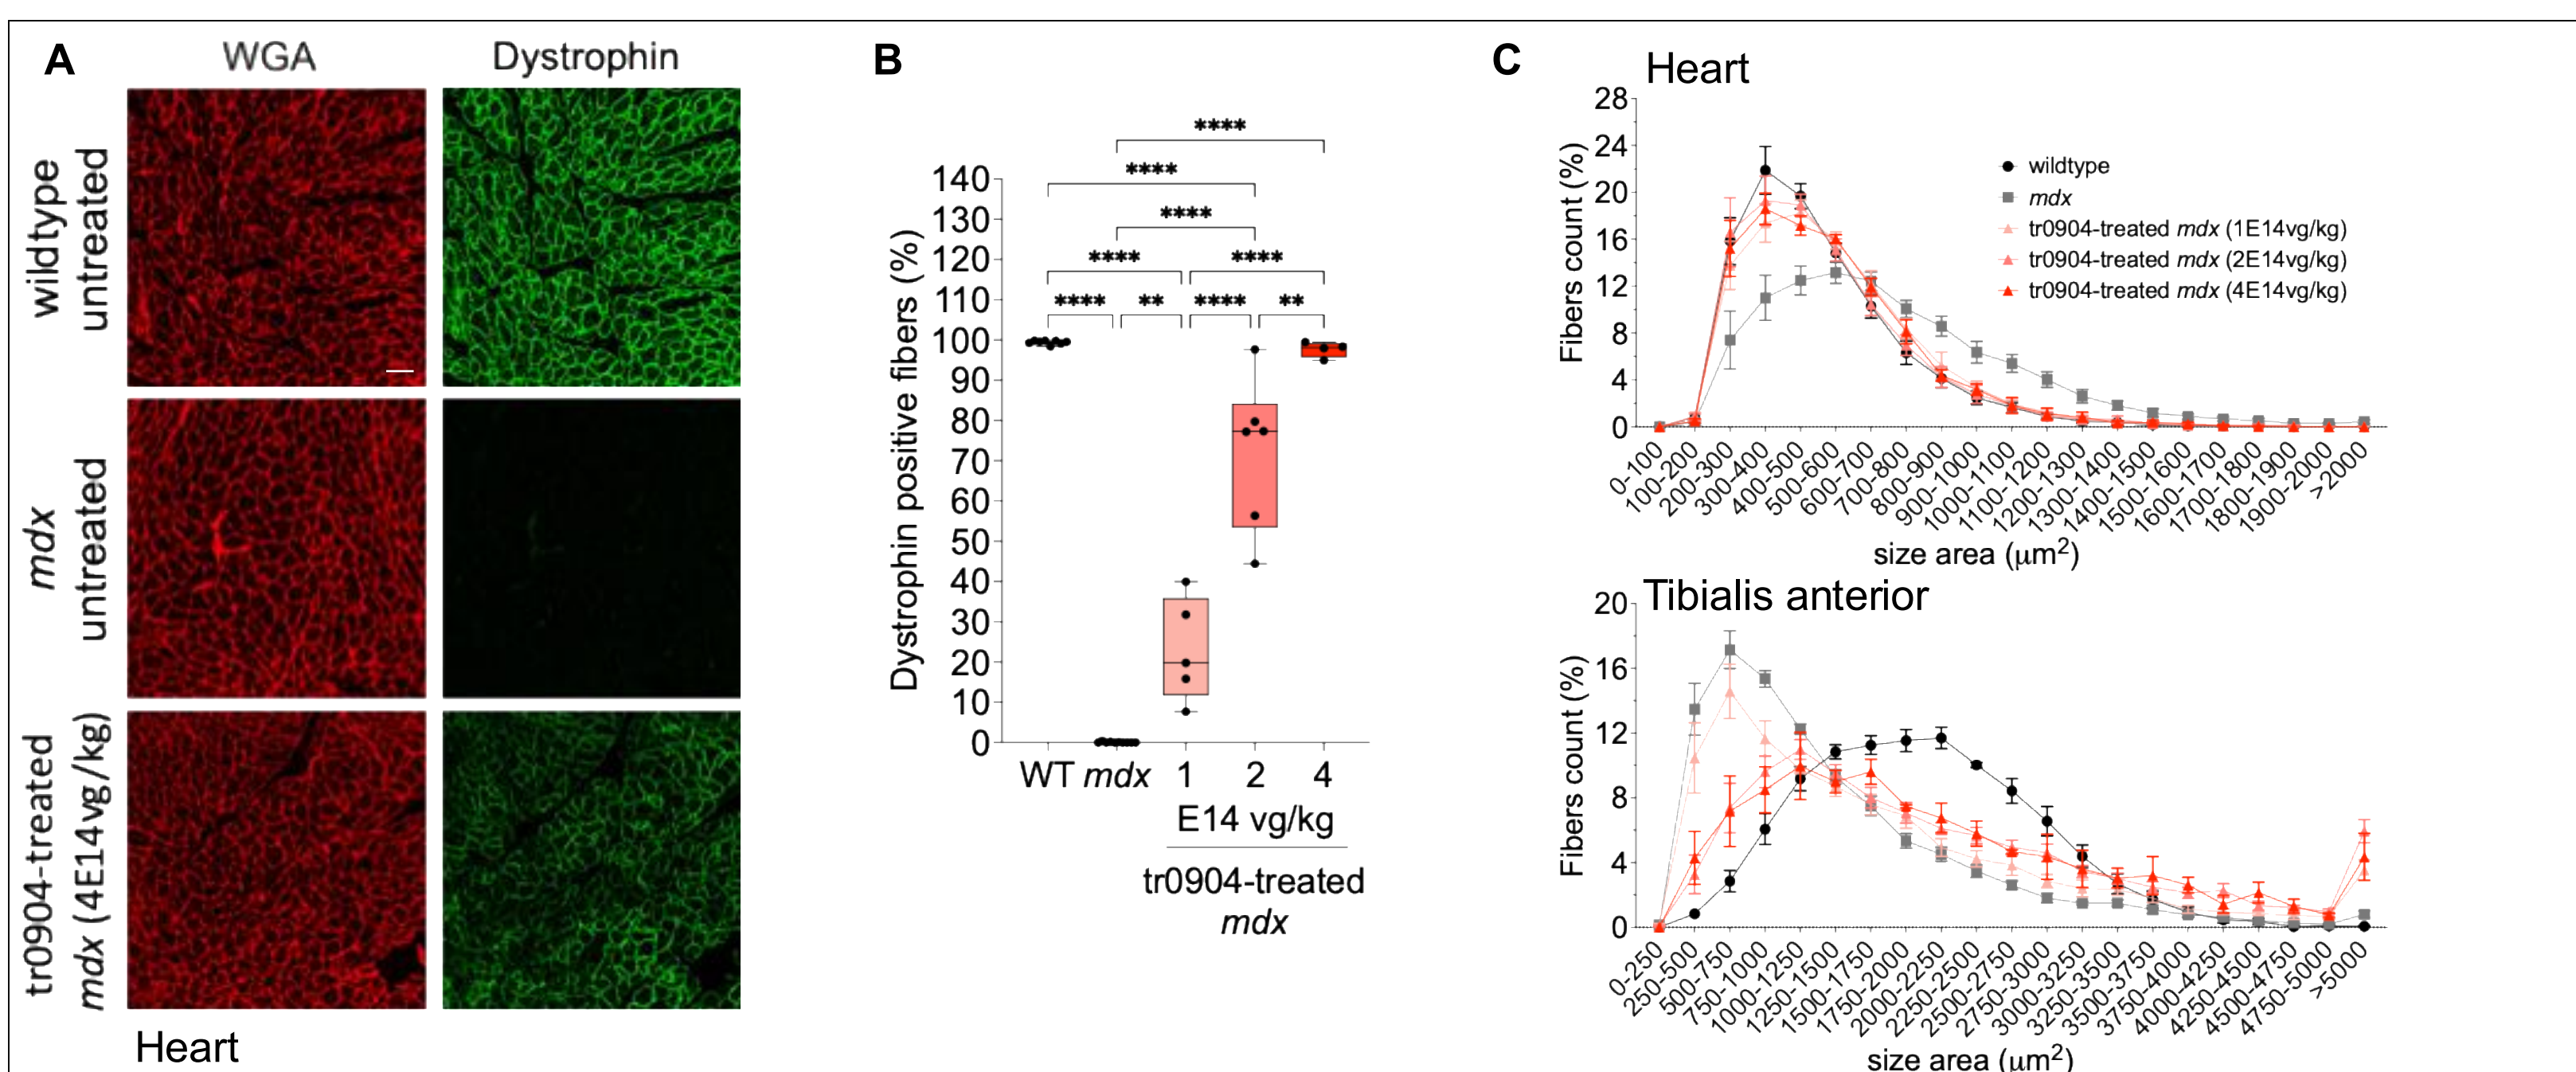 A
WGA
Dystrophin
wildtype
untreated
mdx
untreated
tr0904-treated
mdx (4E14vg/kg)
Heart
B
Dystrophin positive fibers (%)
140
130
120
110
100
90
80
70
60
50
40
30
20
10
0
****
****
****
****
****
****
**
****
**
WT mdx 1 2 4
E14 vg/kg
tr0904-treated
mdx
C
Heart
Fibers count (%)
28
24
20
16
12
8
4
0
wildtype
mdx
tr0904-treated mdx (1E14vg/kg)
tr0904-treated mdx (2E14vg/kg)
tr0904-treated mdx (4E14vg/kg)
0-100
100-200
200-300
300-400
400-500
500-600
600-700
700-800
800-900
900-1000
1000-1100
1100-1200
1200-1300
1300-1400
1400-1500
1500-1600
1600-1700
1700-1800
1800-1900
1900-2000
>2000
size area (μm²)
Tibialis anterior
Fibers count (%)
20
16
12
8
4
0
0-250
250-500
500-750
750-1000
1000-1250
1250-1500
1500-1750
1750-2000
2000-2250
2250-2500
2500-2750
2750-3000
3000-3250
3250-3500
3500-3750
3750-4000
4000-4250
4250-4500
4500-4750
4750-5000
>5000
size area (μm²)